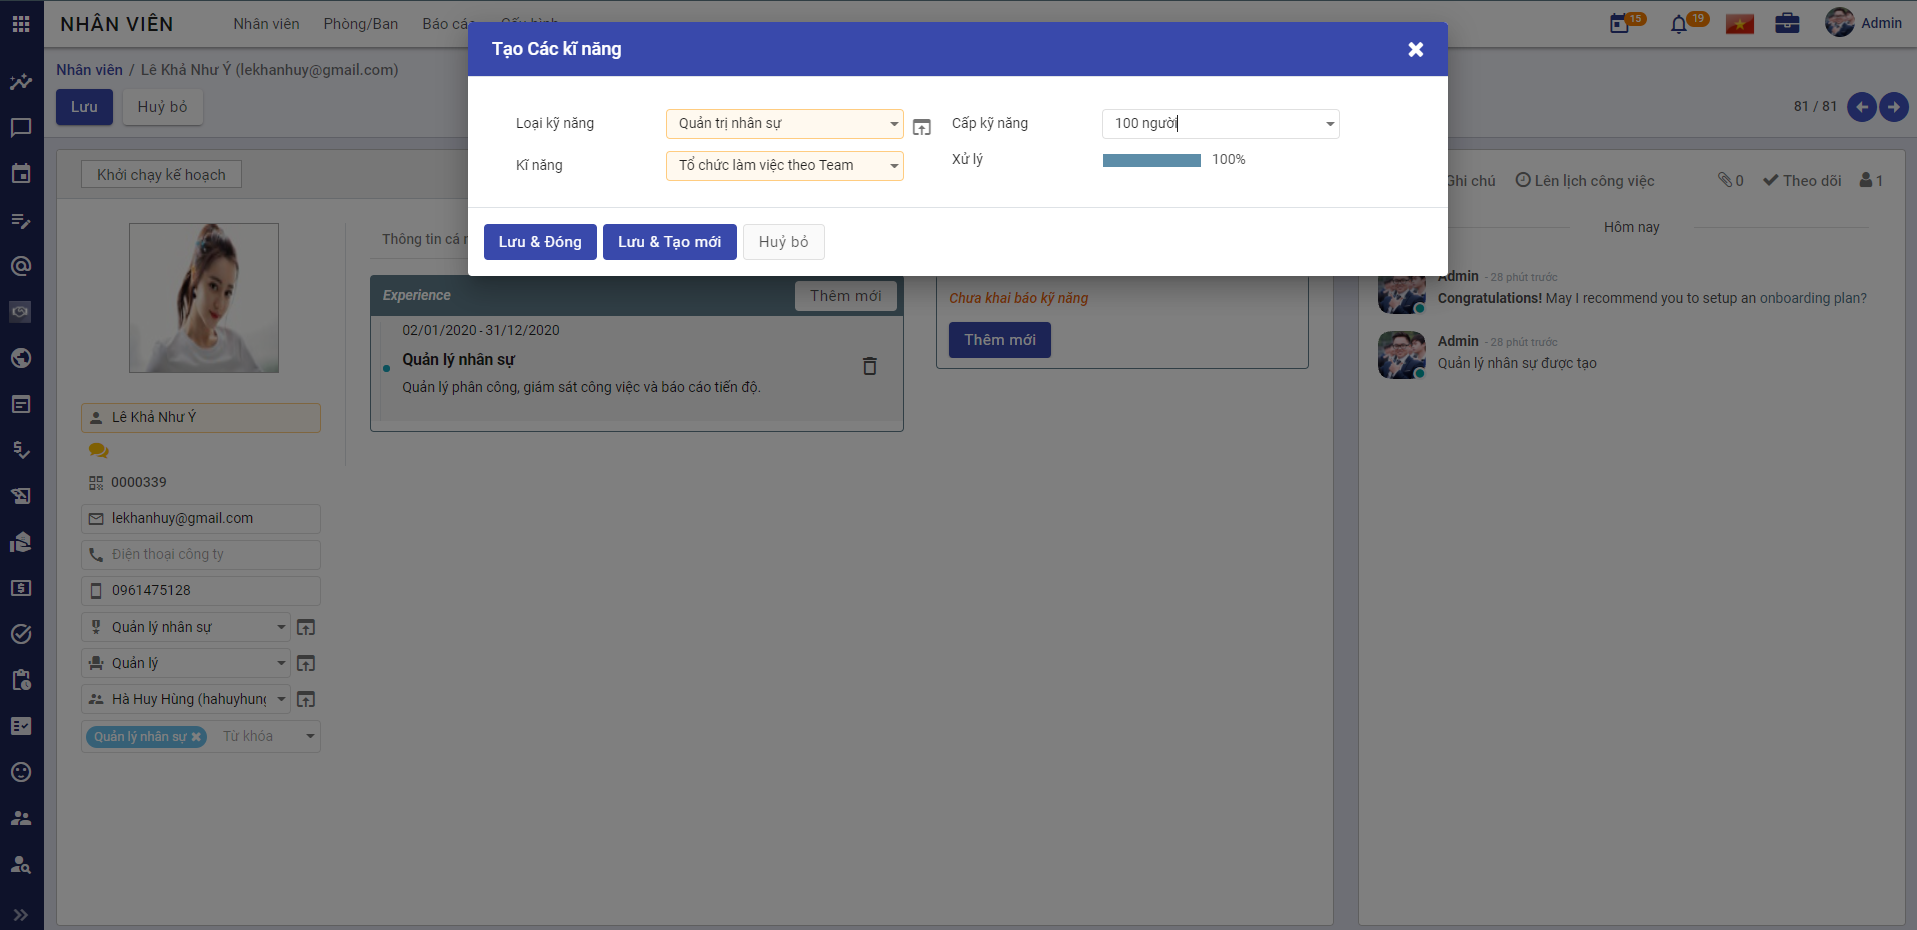 NHÂN VIÊN
Nhân viên
Phòng/Ban
Báo cáo
Cấu hình
15
19
Admin
Nhân viên / Lê Khả Như Ý (lekhanhuy@gmail.com)
Lưu
Huỷ bỏ
81 / 81
Tạo Các kĩ năng
Loại kỹ năng
Quản trị nhân sự
Cấp kỹ năng
100 người
Kĩ năng
Tổ chức làm việc theo Team
Xử lý
100%
Lưu & Đóng
Lưu & Tạo mới
Huỷ bỏ
Khởi chạy kế hoạch
Ghi chú
Lên lịch công việc
0
Theo dõi
1
Thông tin cá n
Hôm nay
Experience
Thêm mới
02/01/2020 - 31/12/2020
Quản lý nhân sự
Quản lý phân công, giám sát công việc và báo cáo tiến độ.
Chưa khai báo kỹ năng
Thêm mới
Admin - 28 phút trước
Congratulations! May I recommend you to setup an onboarding plan?
Admin - 28 phút trước
Quản lý nhân sự được tạo
Lê Khả Như Ý
0000339
lekhanhuy@gmail.com
Điện thoại công ty
0961475128
Quản lý nhân sự
Quản lý
Hà Huy Hùng (hahuyhung
Quản lý nhân sự
Từ khóa